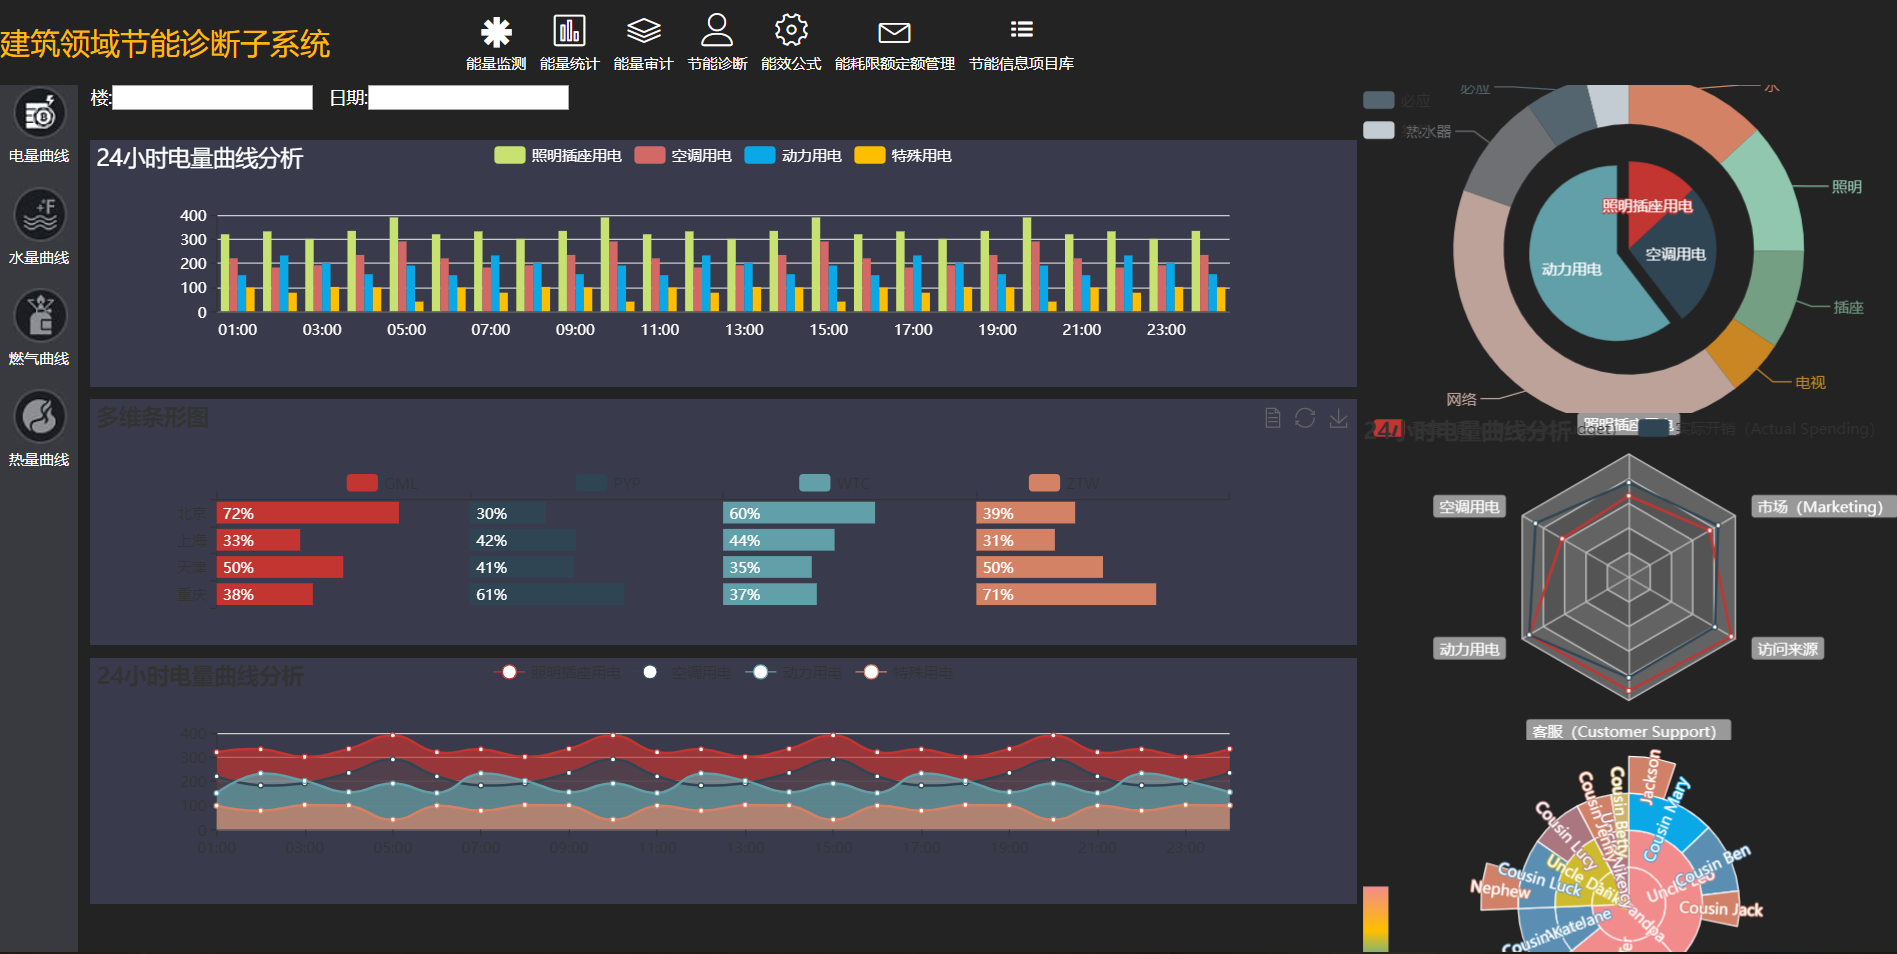 建筑领域节能诊断子系统
能量监测 能量统计 能量审计 节能诊断 能效公式 能耗限额定额管理 节能信息项目库
电量曲线
水量曲线
燃气曲线
热量曲线
楼: 日期:
24小时电量曲线分析
照明插座用电 空调用电 动力用电 特殊用电
400
300
200
100
0
01:00 03:00 05:00 07:00 09:00 11:00 13:00 15:00 17:00 19:00 21:00 23:00
多维条形图
GML PYP WTC ZTW
北京 72% 30% 60% 39%
上海 33% 42% 44% 31%
天津 50% 41% 35% 50%
重庆 38% 61% 37% 71%
24小时电量曲线分析
照明插座用电 空调用电 动力用电 特殊用电
400
300
200
100
0
01:00 03:00 05:00 07:00 09:00 11:00 13:00 15:00 17:00 19:00 21:00 23:00
必应
必应
热水器
水
照明
插座
电视
网络
照明插座用电
空调用电
动力用电
24小时电量曲线分析
实际开销（Actual Spending）
空调用电
市场（Marketing）
动力用电
访问来源
客服（Customer Support）
Jackson
Cousin Mary
Cousin Ben
Uncle Leo
Cousin Jack
Cousin Betty
Cousin Jenny
Cousin Lucy
Cousin Luck
Nephew
Grandpa